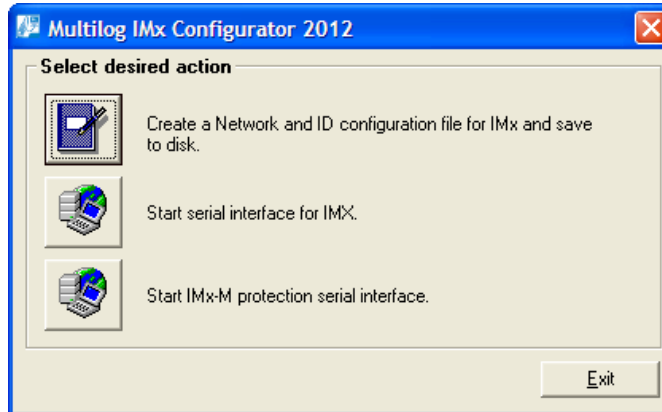 Multilog IMx Configurator 2012
Select desired action
Create a Network and ID configuration file for IMx and save
to disk.
Start serial interface for IMX.
Start IMx-M protection serial interface.
Exit